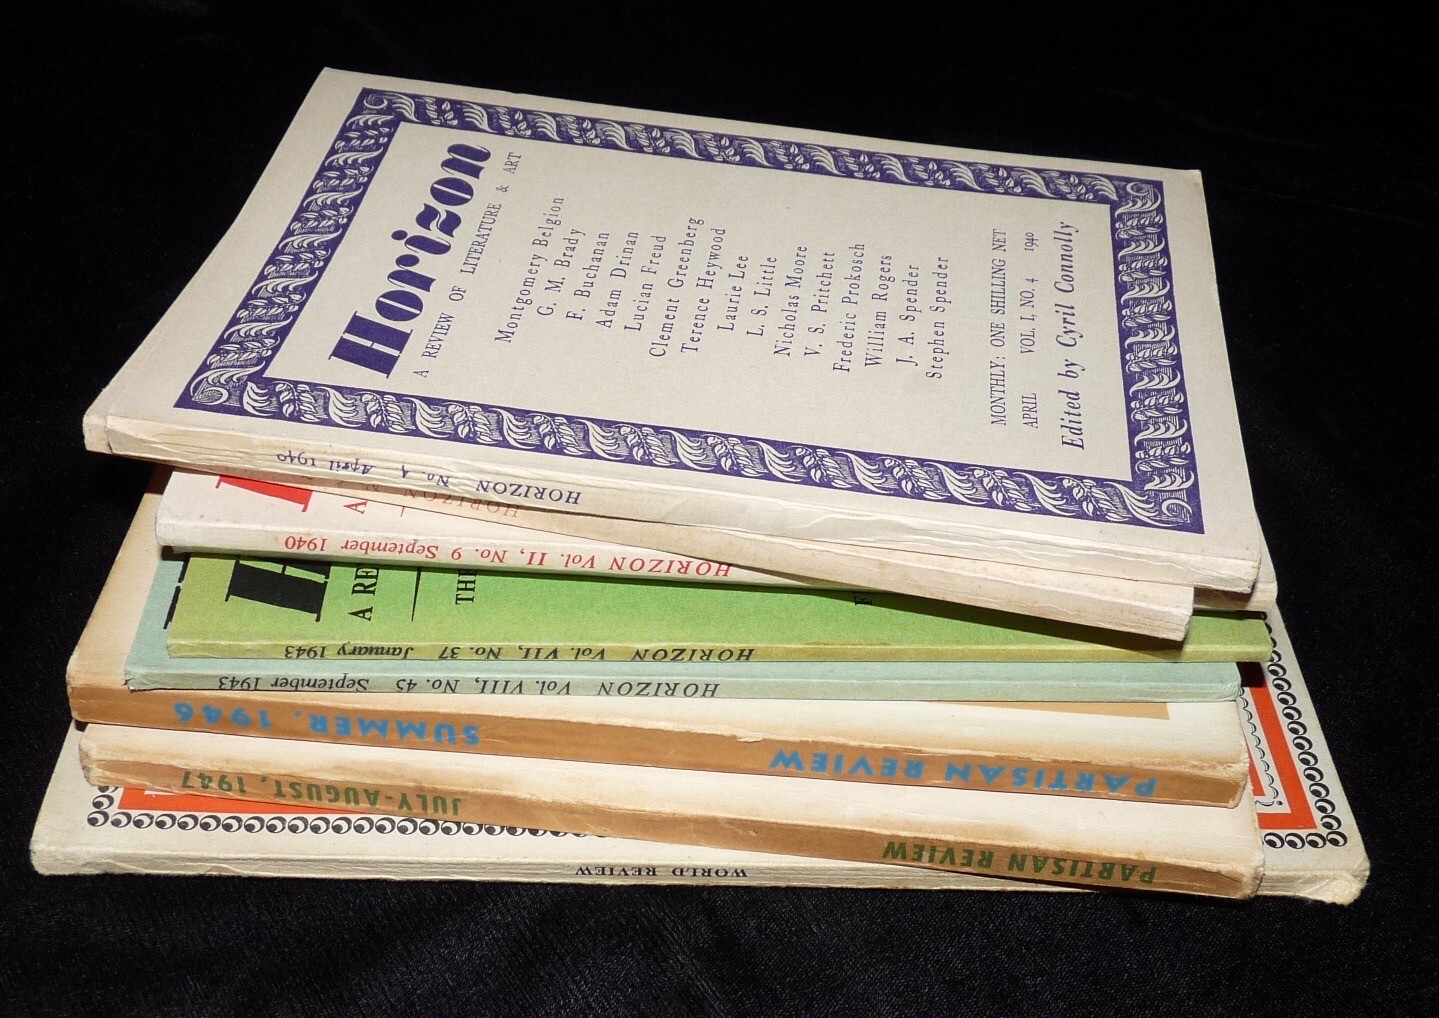 Horizon
A REVIEW OF LITERATURE & ART
Montgomery Belgion
G. M. Brady
F. Buchanan
Adam Drinan
Lucian Freud
Clement Greenberg
Terence Heywood
Laurie Lee
L. S. Little
Nicholas Moore
V. S. Pritchett
Frederic Prokosch
William Rogers
J. A. Spender
Stephen Spender
MONTHLY: ONE SHILLING NET
APRIL VOL. I, NO. 4 1940
Edited by Cyril Connolly
HORIZON No. 4 April 1940
HORIZON
A
HORIZON Vol. II, No. 9 September 1940
H
A RE
THE
F
HORIZON Vol. VII, No. 37 January 1943
HORIZON Vol. VIII, No. 45 September 1943
PARTISAN REVIEW SUMMER, 1946
PARTISAN REVIEW JULY-AUGUST, 1947
WORLD REVIEW